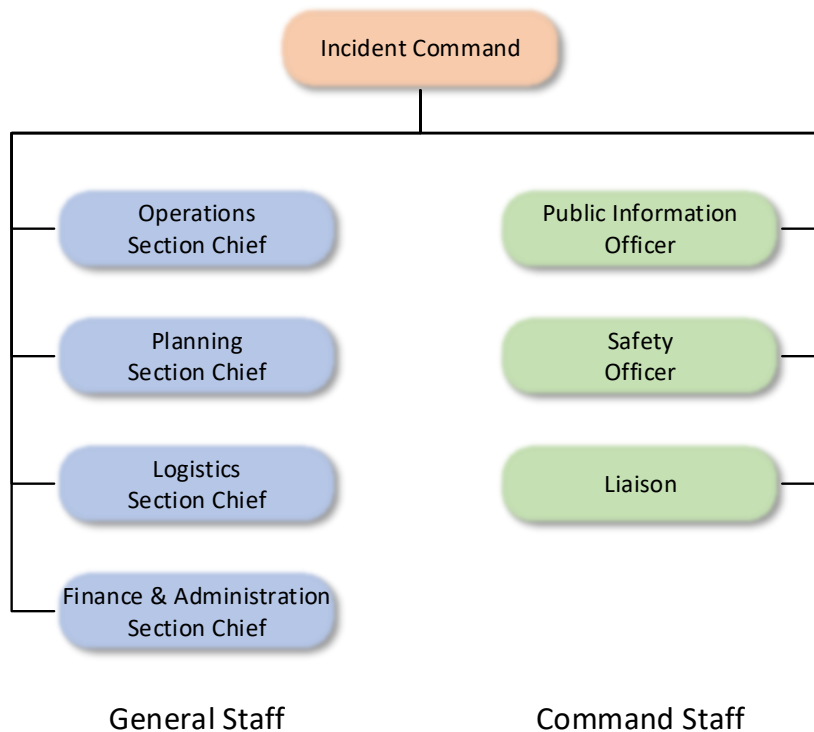 Incident Command
Operations
Section Chief
Public Information
Officer
Planning
Section Chief
Safety
Officer
Logistics
Section Chief
Liaison
Finance & Administration
Section Chief
General Staff
Command Staff